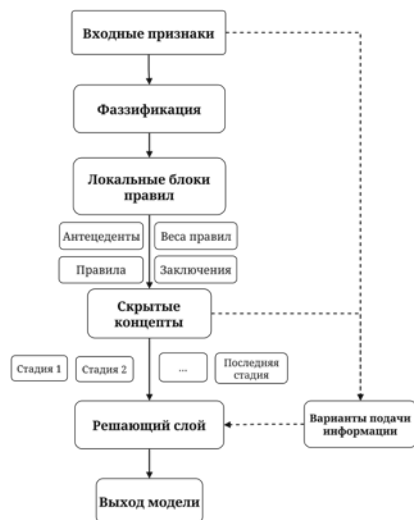 Входные признаки
Фаззификация
Локальные блоки
правил
Антецеденты
Веса правил
Правила
Заключения
Скрытые
концепты
Стадия 1
Стадия 2
...
Последняя
стадия
Решающий слой
Варианты подачи
информации
Выход модели